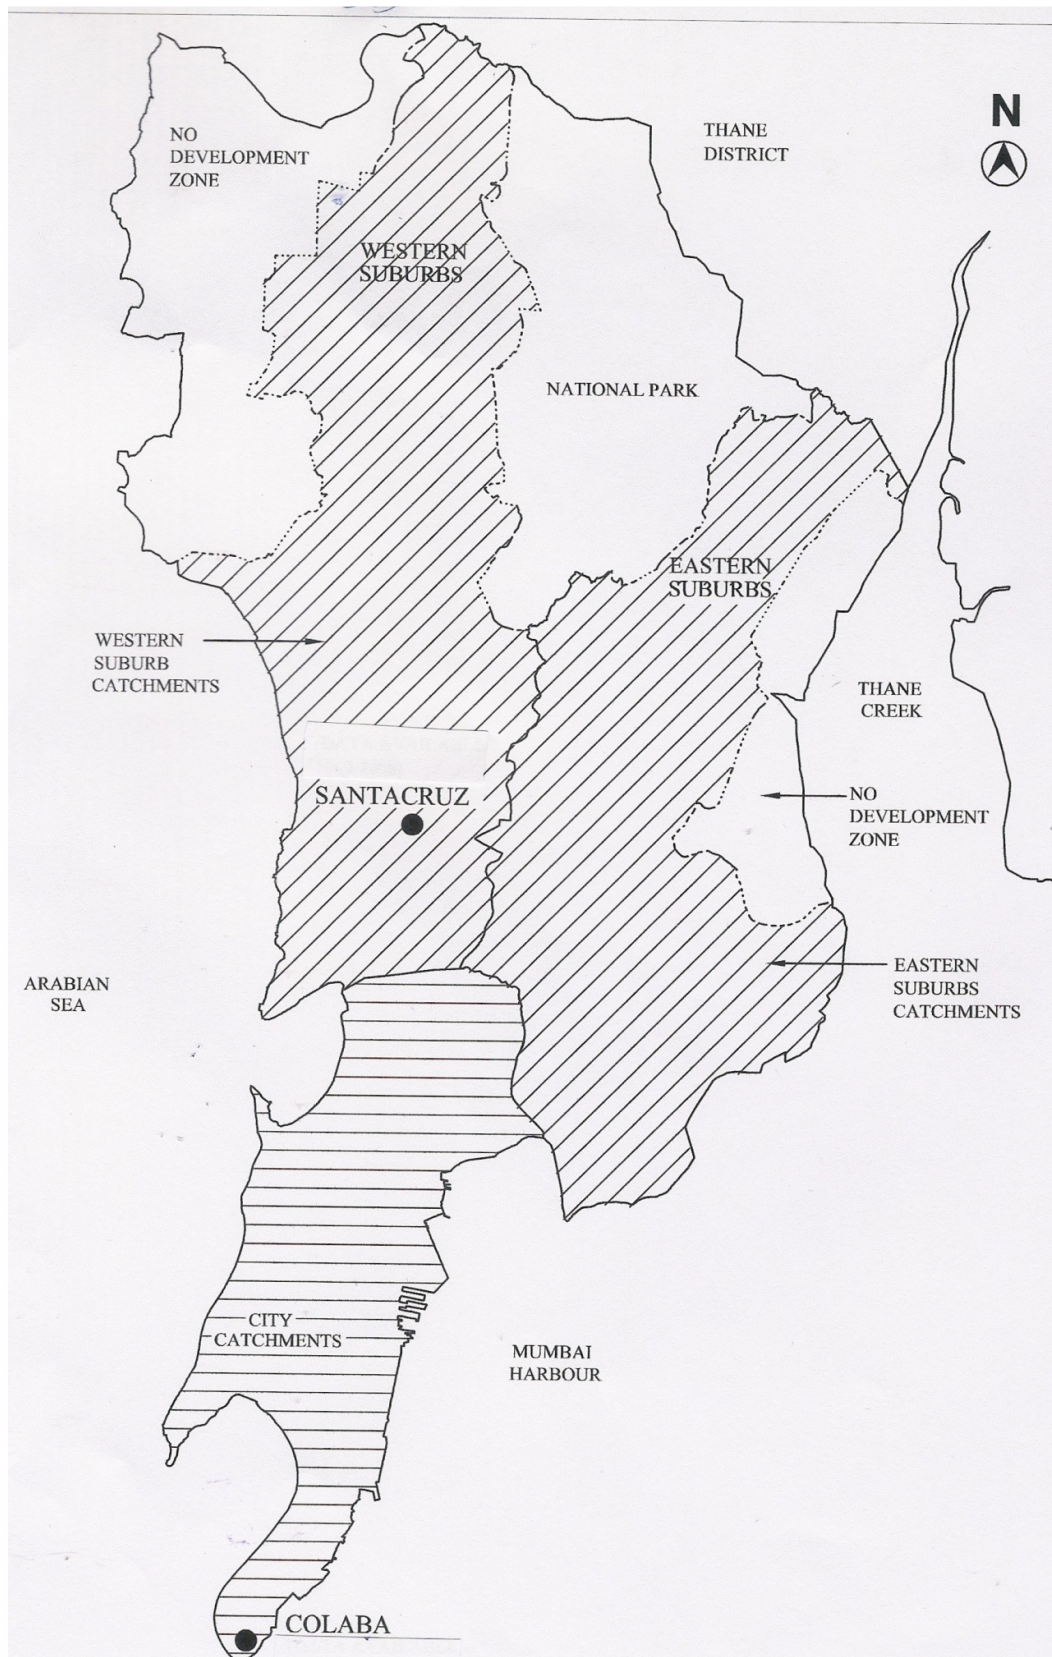 N
NO
DEVELOPMENT
ZONE
THANE
DISTRICT
WESTERN
SUBURBS
NATIONAL PARK
EASTERN
SUBURBS
WESTERN
SUBURB
CATCHMENTS
THANE
CREEK
SANTACRUZ
NO
DEVELOPMENT
ZONE
ARABIAN
SEA
EASTERN
SUBURBS
CATCHMENTS
CITY
CATCHMENTS
MUMBAI
HARBOUR
COLABA